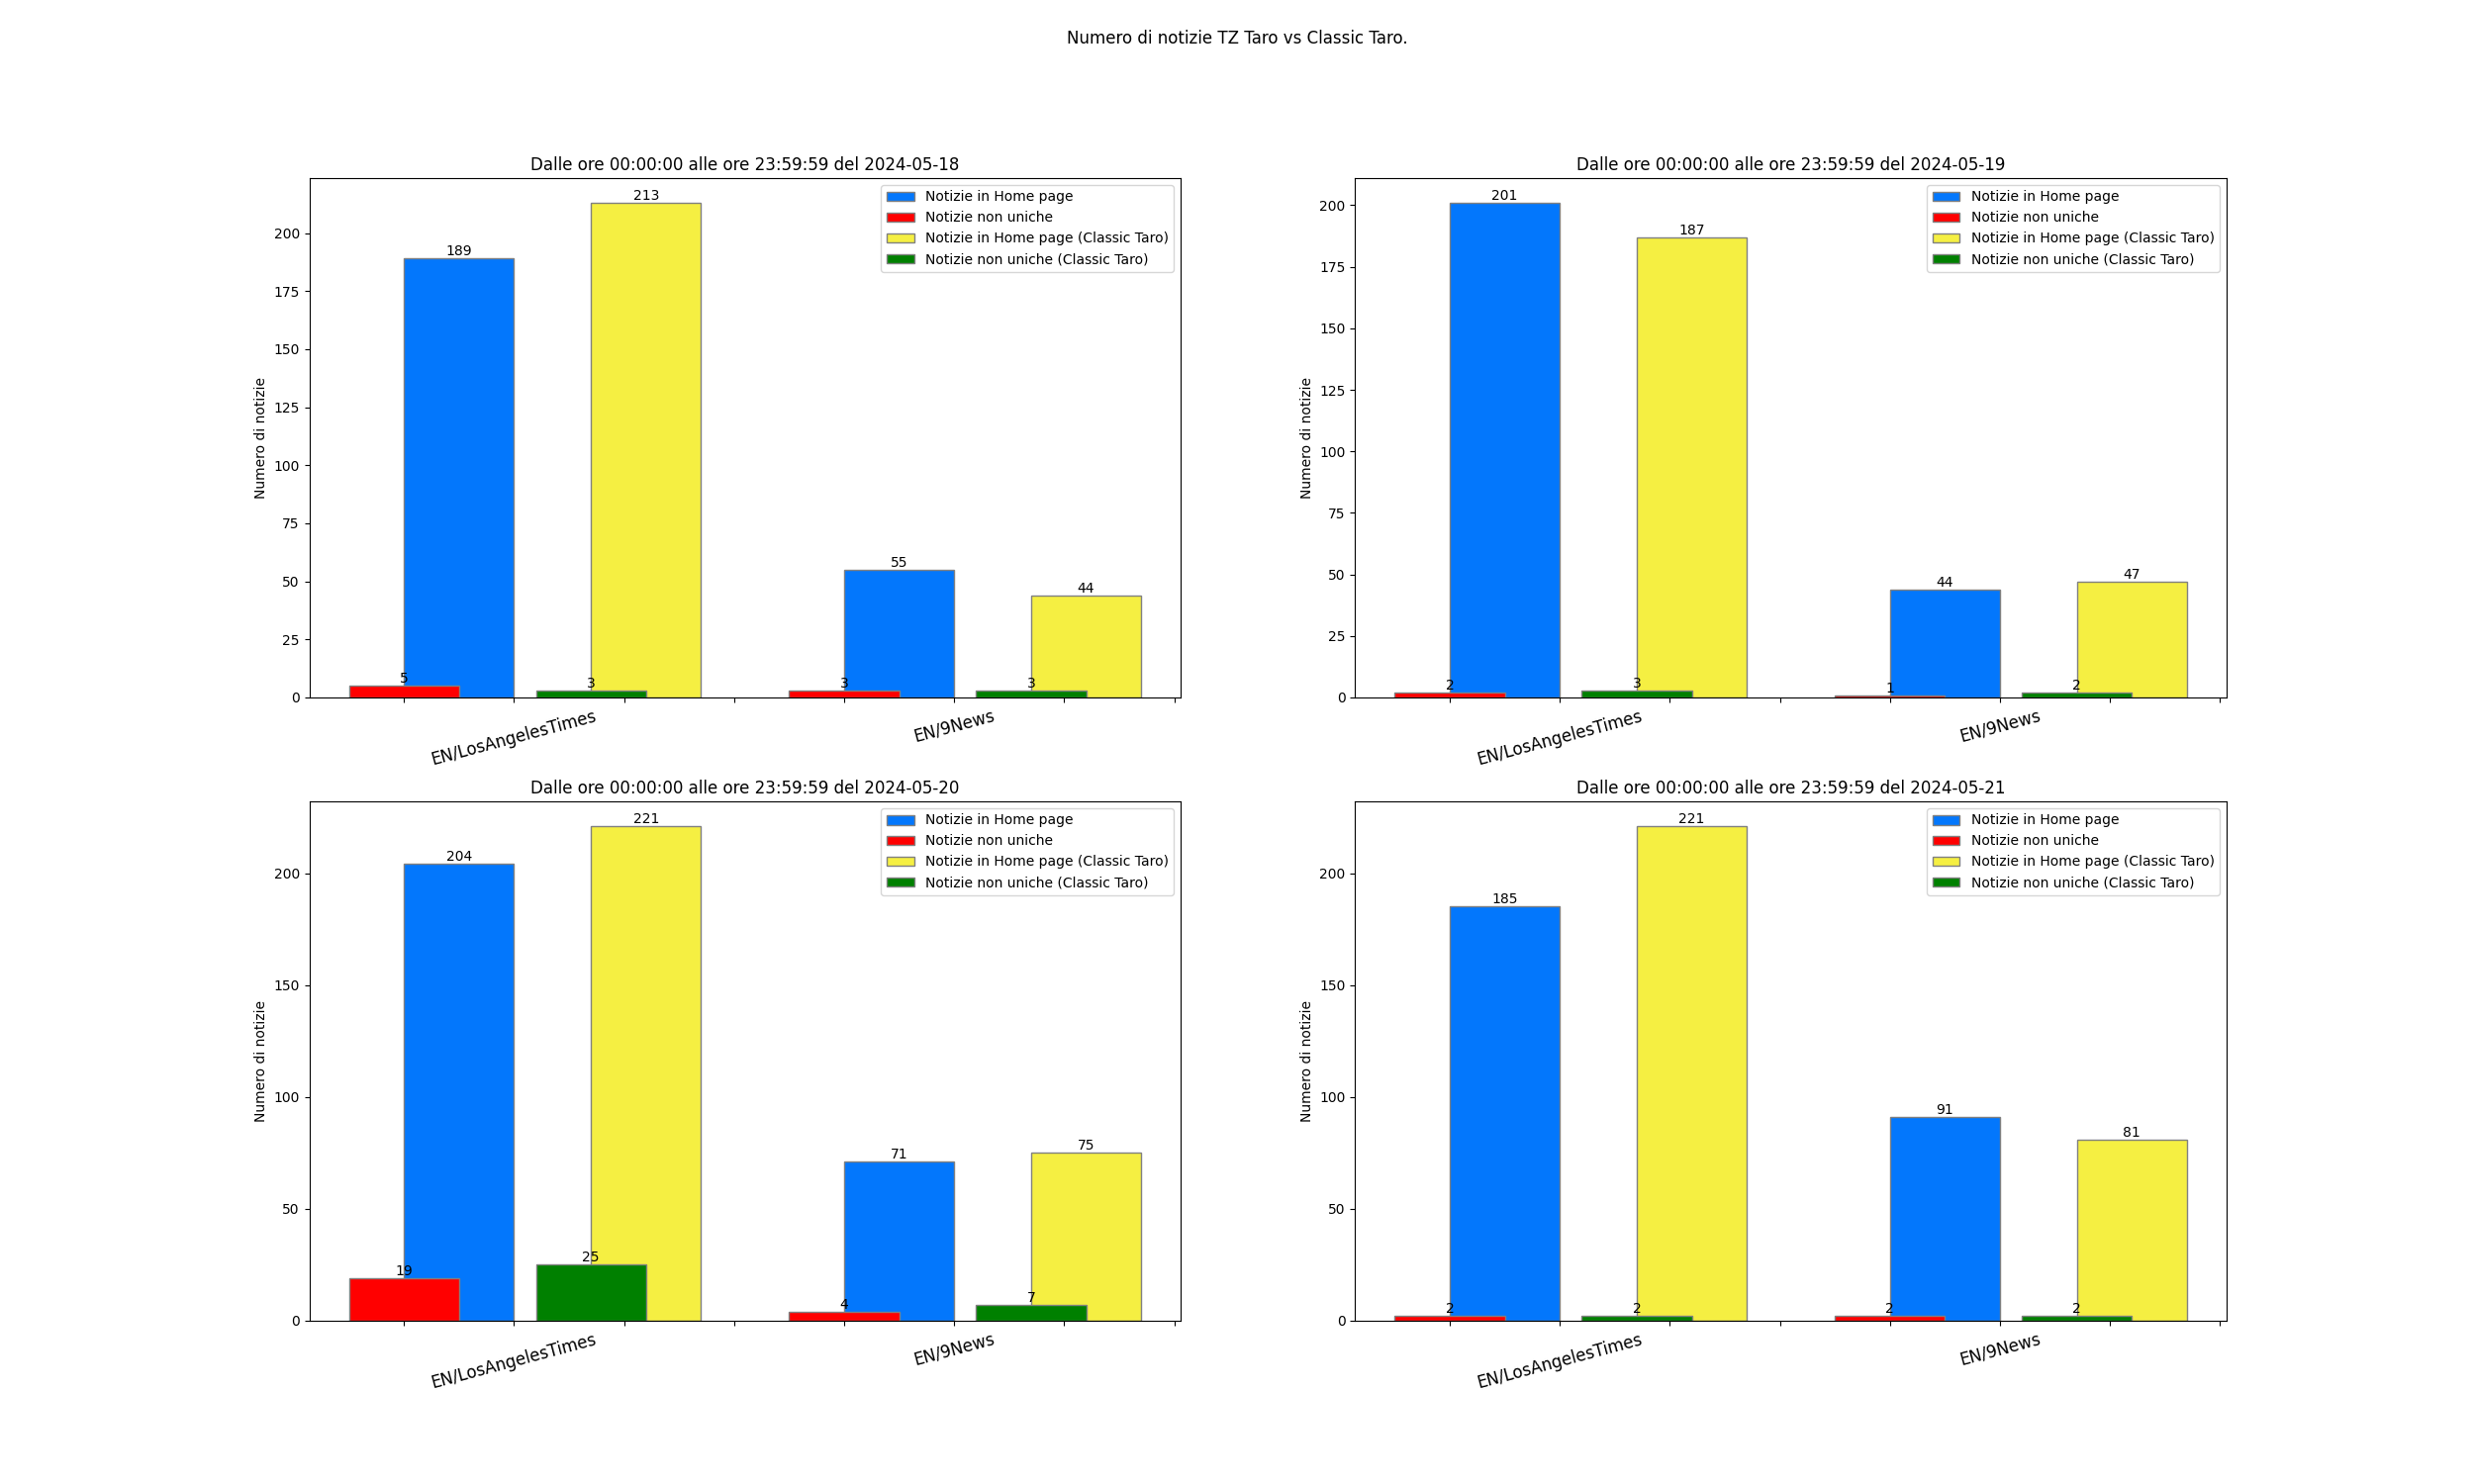 Numero di notizie TZ Taro vs Classic Taro.
Dalle ore 00:00:00 alle ore 23:59:59 del 2024-05-18
Numero di notizie
200
175
150
125
100
75
50
25
0
189
5
213
3
55
3
44
3
Notizie in Home page
Notizie non uniche
Notizie in Home page (Classic Taro)
Notizie non uniche (Classic Taro)
EN/LosAngelesTimes
EN/9News
Dalle ore 00:00:00 alle ore 23:59:59 del 2024-05-19
Numero di notizie
200
175
150
125
100
75
50
25
0
201
2
187
3
44
1
47
2
Notizie in Home page
Notizie non uniche
Notizie in Home page (Classic Taro)
Notizie non uniche (Classic Taro)
EN/LosAngelesTimes
EN/9News
Dalle ore 00:00:00 alle ore 23:59:59 del 2024-05-20
Numero di notizie
200
150
100
50
0
204
19
221
25
71
4
75
7
Notizie in Home page
Notizie non uniche
Notizie in Home page (Classic Taro)
Notizie non uniche (Classic Taro)
EN/LosAngelesTimes
EN/9News
Dalle ore 00:00:00 alle ore 23:59:59 del 2024-05-21
Numero di notizie
200
150
100
50
0
185
2
221
2
91
2
81
2
Notizie in Home page
Notizie non uniche
Notizie in Home page (Classic Taro)
Notizie non uniche (Classic Taro)
EN/LosAngelesTimes
EN/9News